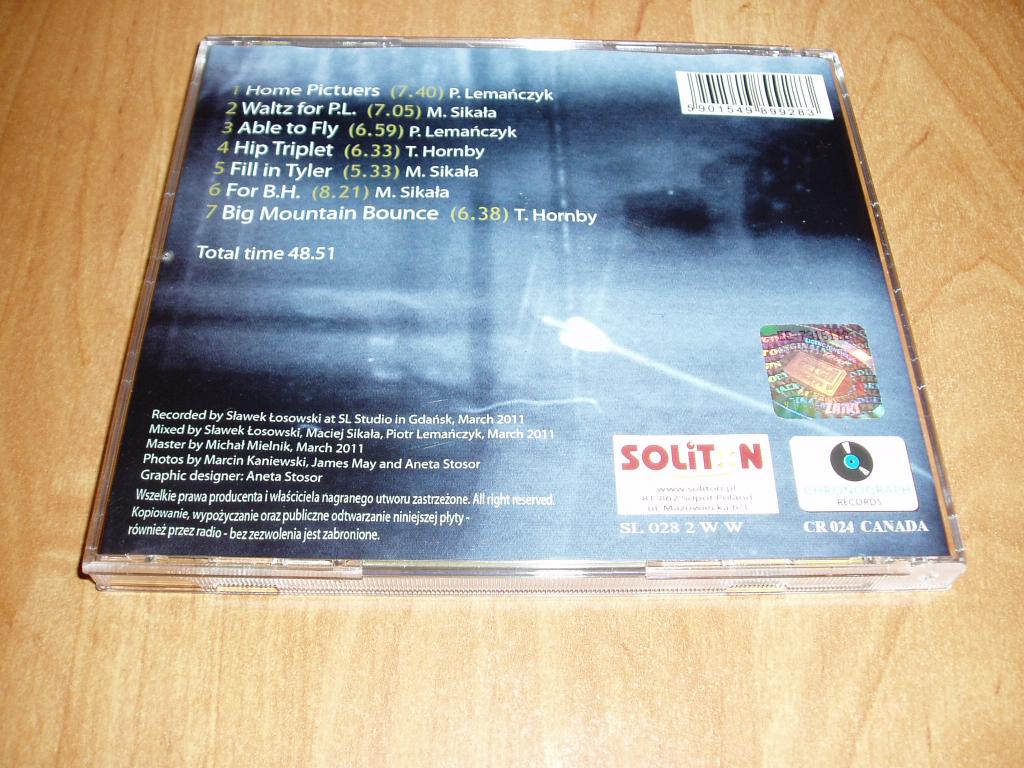 1 Home Pictuers (7.40) P. Lemańczyk
2 Waltz for P.L. (7.05) M. Sikała
3 Able to Fly (6.59) P. Lemańczyk
4 Hip Triplet (6.33) T. Hornby
5 Fill in Tyler (5.33) M. Sikała
6 For B.H. (8.21) M. Sikała
7 Big Mountain Bounce (6.38) T. Hornby
Total time 48.51
5 901549 899283
Recorded by Sławek Łosowski at SL Studio in Gdańsk, March 2011
Mixed by Sławek Łosowski, Maciej Sikała, Piotr Lemańczyk, March 2011
Master by Michał Mielnik, March 2011
Photos by Marcin Kaniewski, James May and Aneta Stosor
Graphic designer: Aneta Stosor
Wszelkie prawa producenta i właściciela nagranego utworu zastrzeżone. All right reserved.
Kopiowanie, wypożyczanie oraz publiczne odtwarzanie niniejszej płyty -
również przez radio - bez zezwolenia jest zabronione.
SOLiTON
www.soliton.pl
81-862 Sopot Poland
ul. Mazowiecka 6/1
SL 028 2 W W
CHRONOGRAPH
RECORDS
CR 024 CANADA
ZAIKS